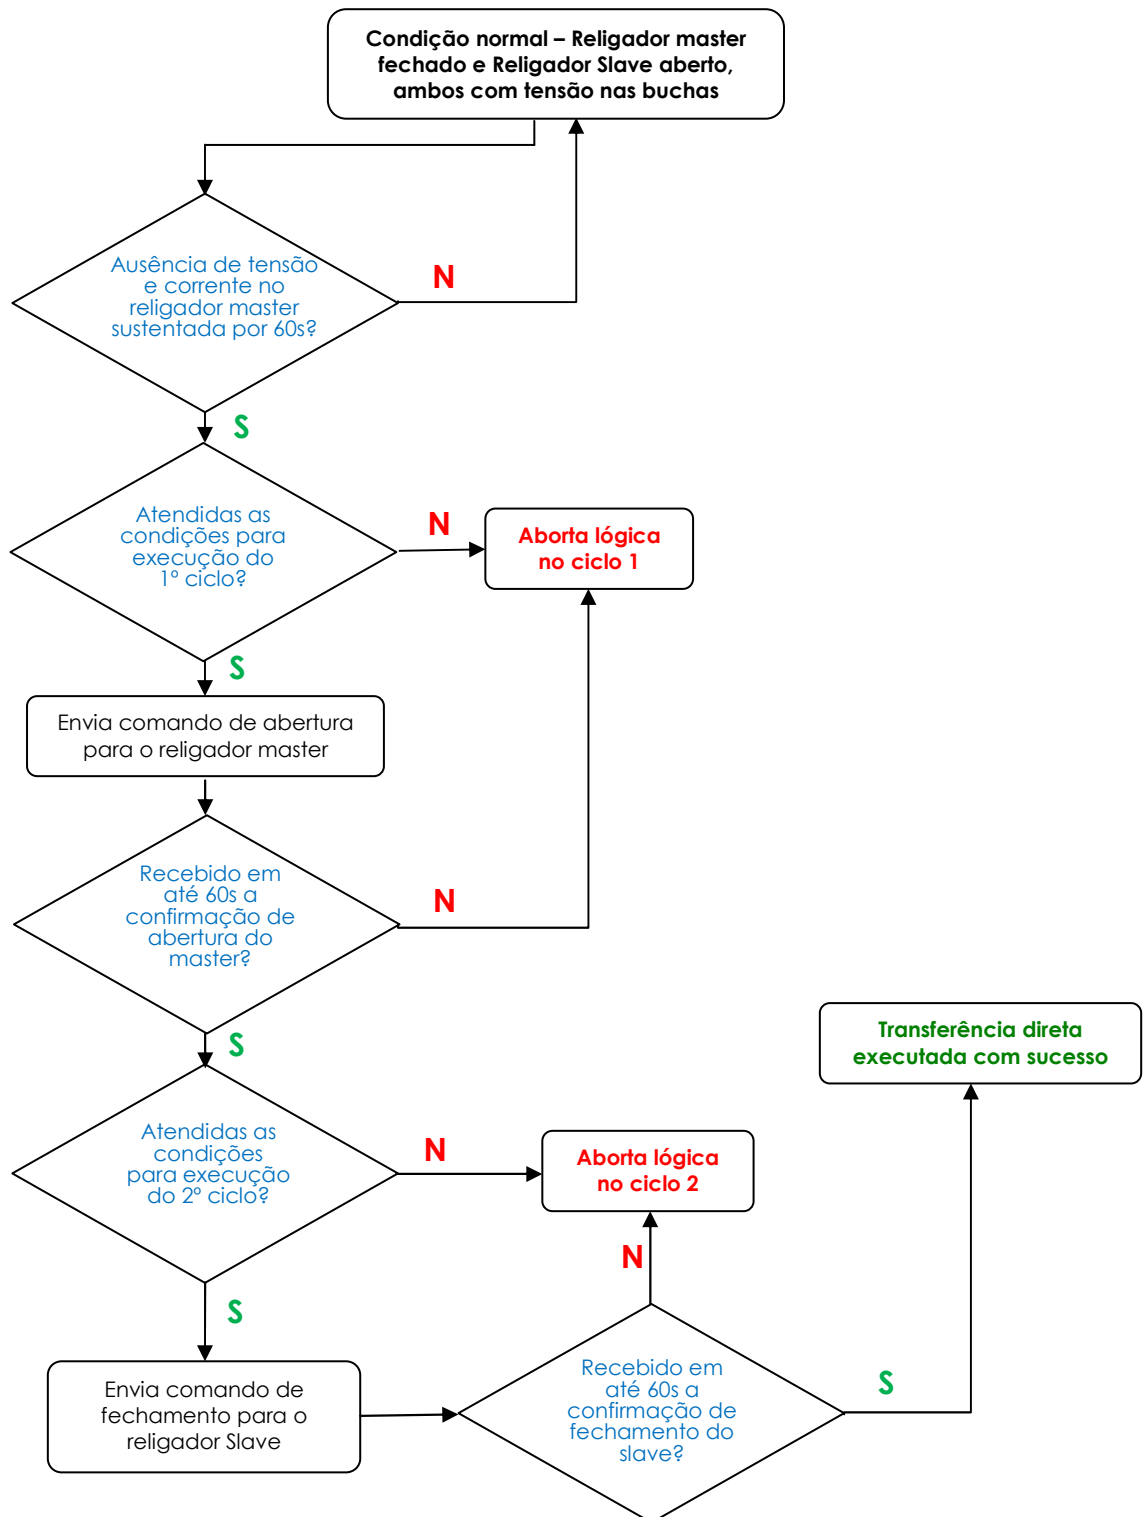 Condição normal – Religador master
fechado e Religador Slave aberto,
ambos com tensão nas buchas
Ausência de tensão
e corrente no
religador master
sustentada por 60s?
N
S
Atendidas as
condições para
execução do
1º ciclo?
N
Aborta lógica
no ciclo 1
S
Envia comando de abertura
para o religador master
Recebido em
até 60s a
confirmação de
abertura do
master?
N
S
Transferência direta
executada com sucesso
Atendidas as
condições
para execução
do 2º ciclo?
N
Aborta lógica
no ciclo 2
N
S
Envia comando de
fechamento para o
religador Slave
Recebido em
até 60s a
confirmação de
fechamento do
slave?
S